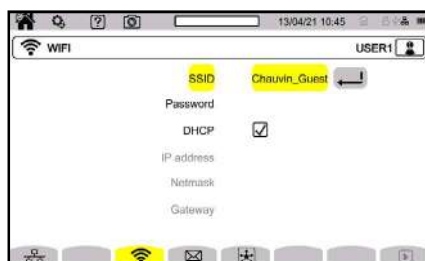 13/04/21 10:45
WIFI USER1
SSID Chauvin_Guest
Password
DHCP
IP address
Netmask
Gateway